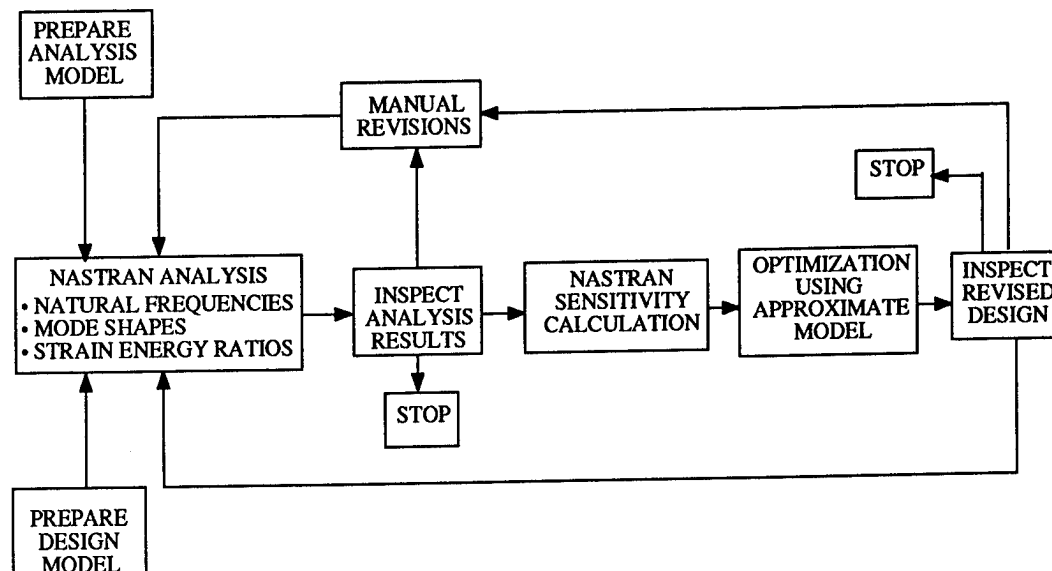 PREPARE
ANALYSIS
MODEL
MANUAL
REVISIONS
STOP
NASTRAN ANALYSIS
• NATURAL FREQUENCIES
• MODE SHAPES
• STRAIN ENERGY RATIOS
INSPECT
ANALYSIS
RESULTS
NASTRAN
SENSITIVITY
CALCULATION
OPTIMIZATION
USING
APPROXIMATE
MODEL
INSPECT
REVISED
DESIGN
STOP
PREPARE
DESIGN
MODEL